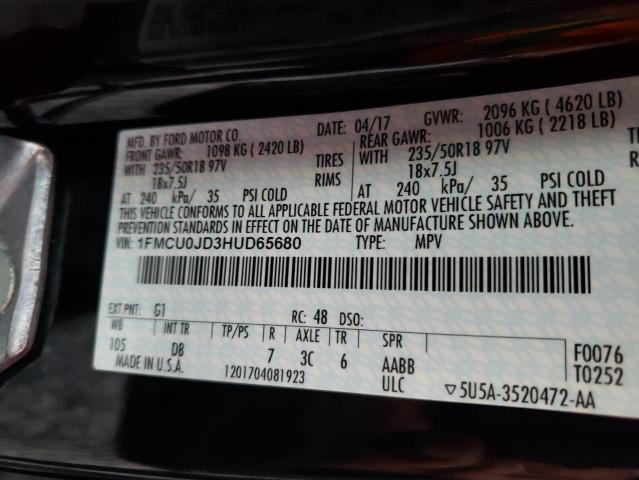 MFD. BY FORD MOTOR CO.
DATE: 04/17 GVWR: 2096 KG ( 4620 LB)
FRONT GAWR: 1098 KG ( 2420 LB)
REAR GAWR: 1006 KG ( 2218 LB)
WITH 235/50R18 97V TIRES
WITH 235/50R18 97V
18x7.5J RIMS
18x7.5J
AT 240 kPa/ 35 PSI COLD
AT 240 kPa/ 35 PSI COLD
THIS VEHICLE CONFORMS TO ALL APPLICABLE FEDERAL MOTOR VEHICLE SAFETY AND THEFT
PREVENTION STANDARDS IN EFFECT ON THE DATE OF MANUFACTURE SHOWN ABOVE.
VIN: 1FMCU0JD3HUD65680 TYPE: MPV
EXT PNT: G1 RC: 48 DSO:
WB INT TR TP/PS R AXLE TR SPR
105 DB 7 3C 6 AABB
F0076
MADE IN U.S.A. 1201704081923 ULC
T0252
▽5U5A-3520472-AA